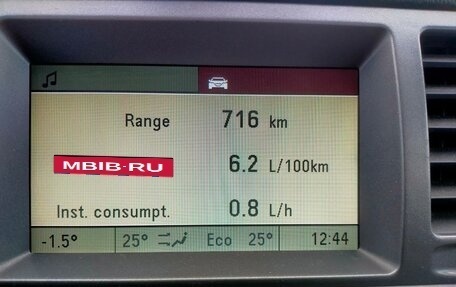 Range 716 km
MBIB·RU 6.2 L/100km
Inst. consumpt. 0.8 L/h
-1.5° 25° Eco 25° 12:44